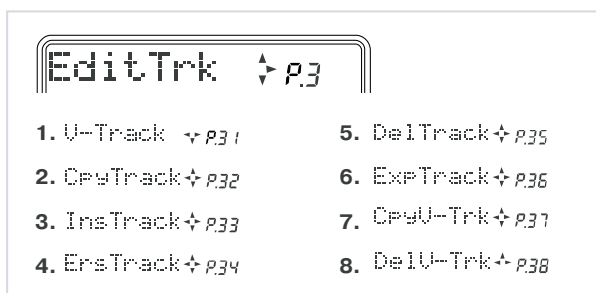 EditTrk P.3
1. V-Track P.31
2. CpyTrack P.32
3. InsTrack P.33
4. ErsTrack P.34
5. DelTrack P.35
6. ExpTrack P.36
7. CpyV-Trk P.37
8. DelV-Trk P.38